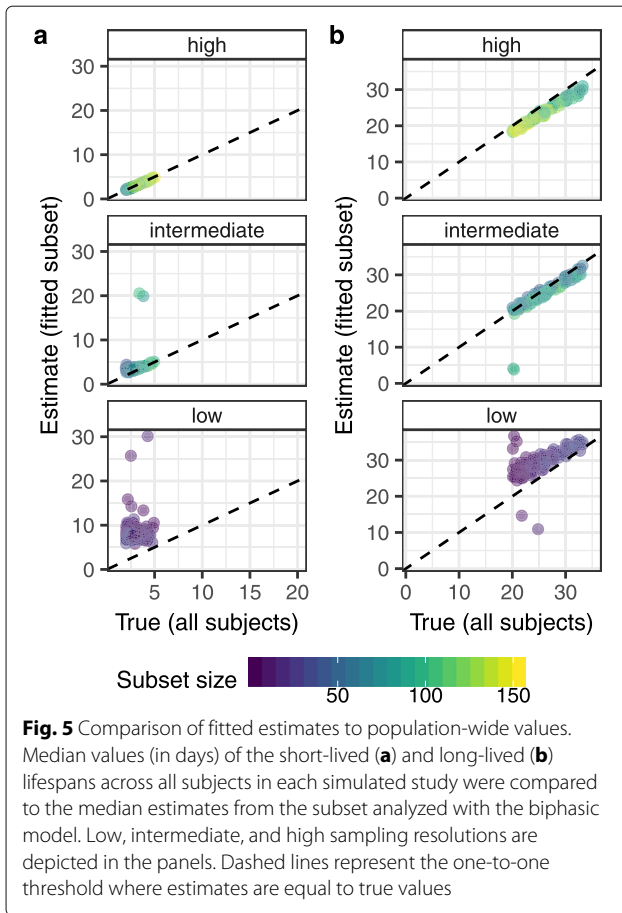 a
b
high
high
30
20
10
0
30
20
10
0
intermediate
intermediate
30
20
10
0
30
20
10
0
low
low
30
20
10
0
30
20
10
0
5 10 15 20
0 10 20 30
Estimate (fitted subset)
Estimate (fitted subset)
True (all subjects)
True (all subjects)
Subset size
50 100 150
Fig. 5 Comparison of fitted estimates to population-wide values.
Median values (in days) of the short-lived (a) and long-lived (b)
lifespans across all subjects in each simulated study were compared
to the median estimates from the subset analyzed with the biphasic
model. Low, intermediate, and high sampling resolutions are
depicted in the panels. Dashed lines represent the one-to-one
threshold where estimates are equal to true values